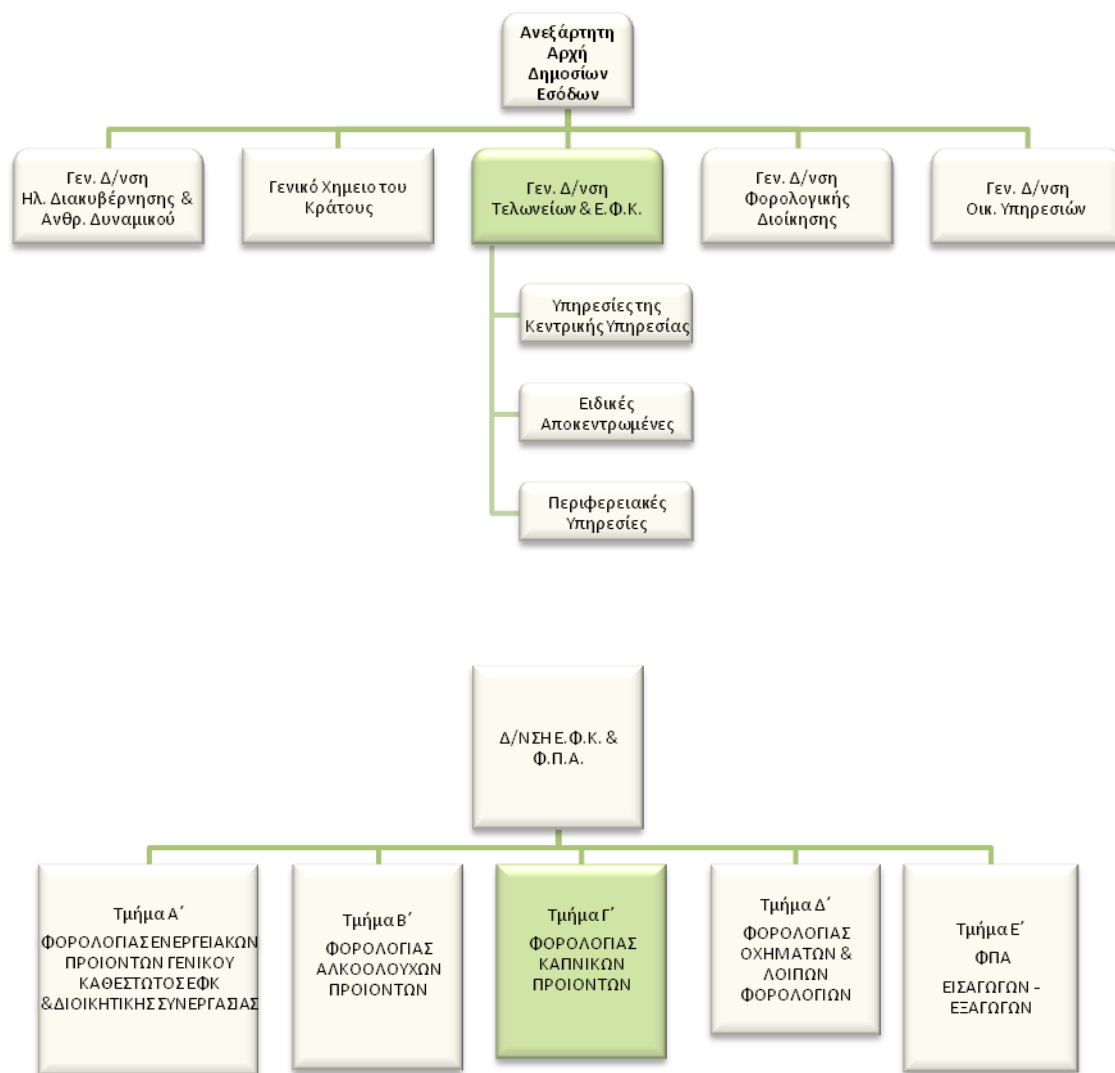 Ανεξάρτητη
Αρχή
Δημοσίων
Εσόδων
Γεν. Δ/νση
Ηλ. Διακυβέρνησης &
Ανθρ. Δυναμικού
Γενικό Χημειο του
Κράτους
Γεν. Δ/νση
Τελωνείων & Ε.Φ.Κ.
Γεν. Δ/νση
Φορολογικής
Διοίκησης
Γεν. Δ/νση
Οικ. Υπηρεσιών
Υπηρεσίες της
Κεντρικής Υπηρεσίας
Ειδικές
Αποκεντρωμένες
Περιφερειακές
Υπηρεσίες
Δ/ΝΣΗ Ε.Φ.Κ. &
Φ.Π.Α.
Τμήμα Α΄
ΦΟΡΟΛΟΓΙΑΣ ΕΝΕΡΓΕΙΑΚΩΝ
ΠΡΟΙΟΝΤΩΝ ΓΕΝΙΚΟΥ
ΚΑΘΕΣΤΩΤΟΣ ΕΦΚ
&ΔΙΟΙΚΗΤΙΚΗΣ ΣΥΝΕΡΓΑΣΙΑΣ
Τμήμα Β΄
ΦΟΡΟΛΟΓΙΑΣ
ΑΛΚΟΟΛΟΥΧΩΝ
ΠΡΟΙΟΝΤΩΝ
Τμήμα Γ΄
ΦΟΡΟΛΟΓΙΑΣ
ΚΑΠΝΙΚΩΝ
ΠΡΟΙΟΝΤΩΝ
Τμήμα Δ΄
ΦΟΡΟΛΟΓΙΑΣ
ΟΧΗΜΑΤΩΝ &
ΛΟΙΠΩΝ
ΦΟΡΟΛΟΓΙΩΝ
Τμήμα Ε΄
ΦΠΑ
ΕΙΣΑΓΩΓΩΝ –
ΕΞΑΓΩΓΩΝ